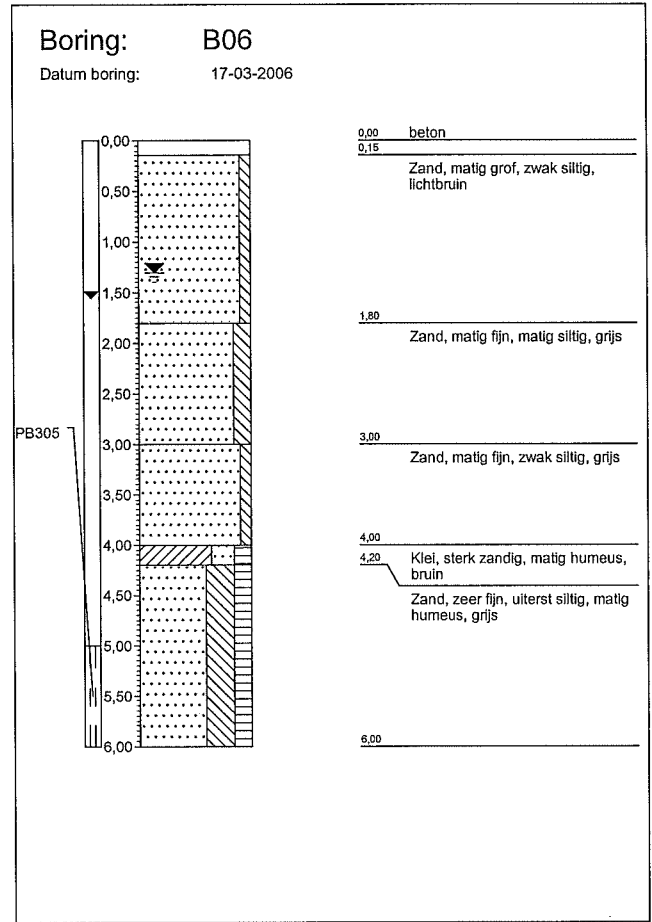 Boring: B06
Datum boring: 17-03-2006
0,00
0,50
1,00
1,50
2,00
2,50
3,00
3,50
4,00
4,50
5,00
5,50
6,00
PB305
0,00 beton
0,15
Zand, matig grof, zwak siltig,
lichtbruin
1,80
Zand, matig fijn, matig siltig, grijs
3,00
Zand, matig fijn, zwak siltig, grijs
4,00
Klei, sterk zandig, matig humeus,
bruin
4,20
Zand, zeer fijn, uiterst siltig, matig
humeus, grijs
6,00